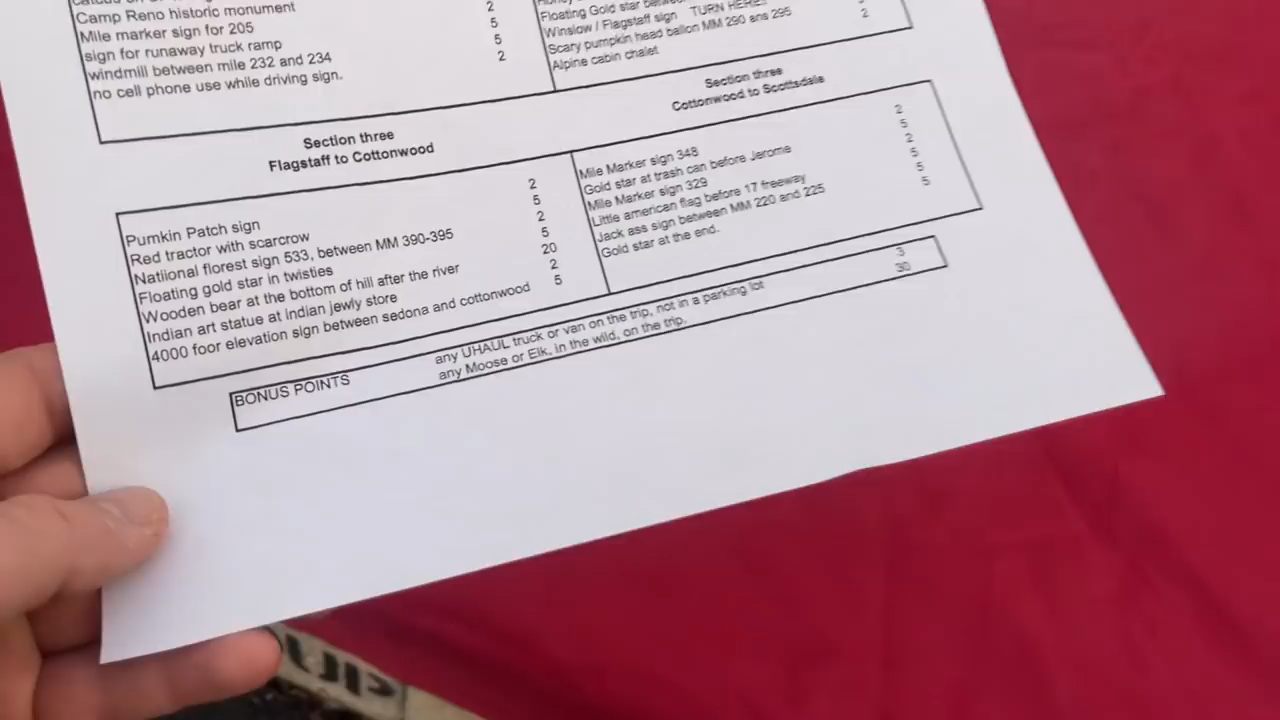 Camp Reno historic monument 2
Mile marker sign for 205 5
sign for runaway truck ramp 5
windmill between mile 232 and 234 2
no cell phone use while driving sign.
Floating Gold star
Winslow / Flagstaff sign TURN HERE!!
Scary pumpkin head ballon MM 290 ans 295
Alpine cabin chalet 2
Section three
Flagstaff to Cottonwood
Pumkin Patch sign 2
Red tractor with scarcrow 5
Natiional florest sign 533, between MM 390-395 2
Floating gold star in twisties 5
Wooden bear at the bottom of hill after the river 20
Indian art statue at indian jewly store 2
4000 foor elevation sign between sedona and cottonwood 5
Section three
Cottonwood to Scottsdale
Mile Marker sign 348 2
Gold star at trash can before Jerome 5
Mile Marker sign 329 2
Little american flag before 17 freeway 5
Jack ass sign between MM 220 and 225 5
Gold star at the end. 5
BONUS POINTS any UHAUL truck or van on the trip, not in a parking lot 3
any Moose or Elk, in the wild, on the trip. 30